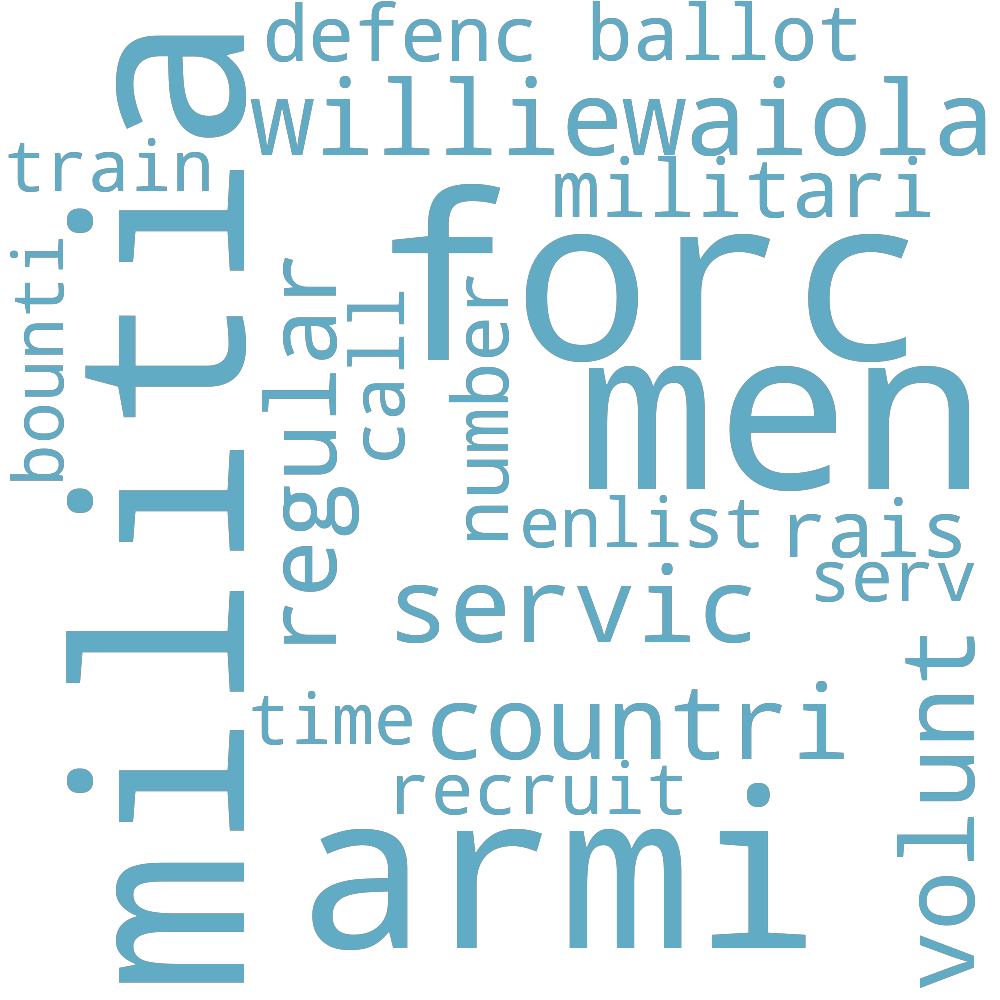 defenc
ballot
williewaiola
train
militari
militia
forc
bounti
regular
call
number
men
enlist
rais
serv
servic
volunt
time
countri
recruit
armi